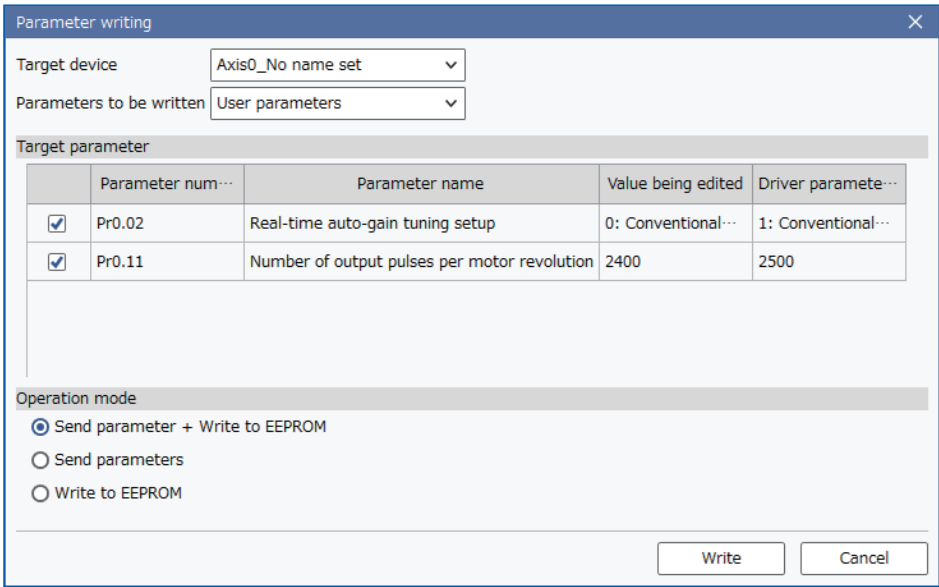 Parameter writing
Target device Axis0_No name set
Parameters to be written User parameters
Target parameter
Parameter num··· Parameter name Value being edited Driver paramete···
Pr0.02 Real-time auto-gain tuning setup 0: Conventional··· 1: Conventional···
Pr0.11 Number of output pulses per motor revolution 2400 2500
Operation mode
Send parameter + Write to EEPROM
Send parameters
Write to EEPROM
Write Cancel